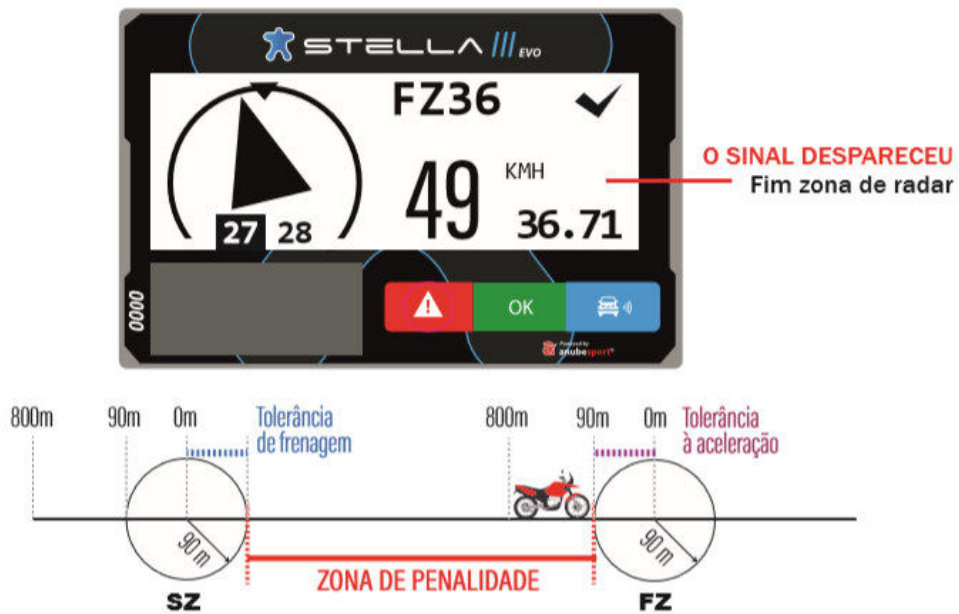 STELLA III EVO
FZ36
49 KMH
36.71
27 28
O SINAL DESPARECEU
Fim zona de radar
0000
OK
Powered by
anubesport®
800m 90m 0m Tolerância
de frenagem
800m 90m 0m Tolerância
à aceleração
90 m
90 m
ZONA DE PENALIDADE
SZ
FZ